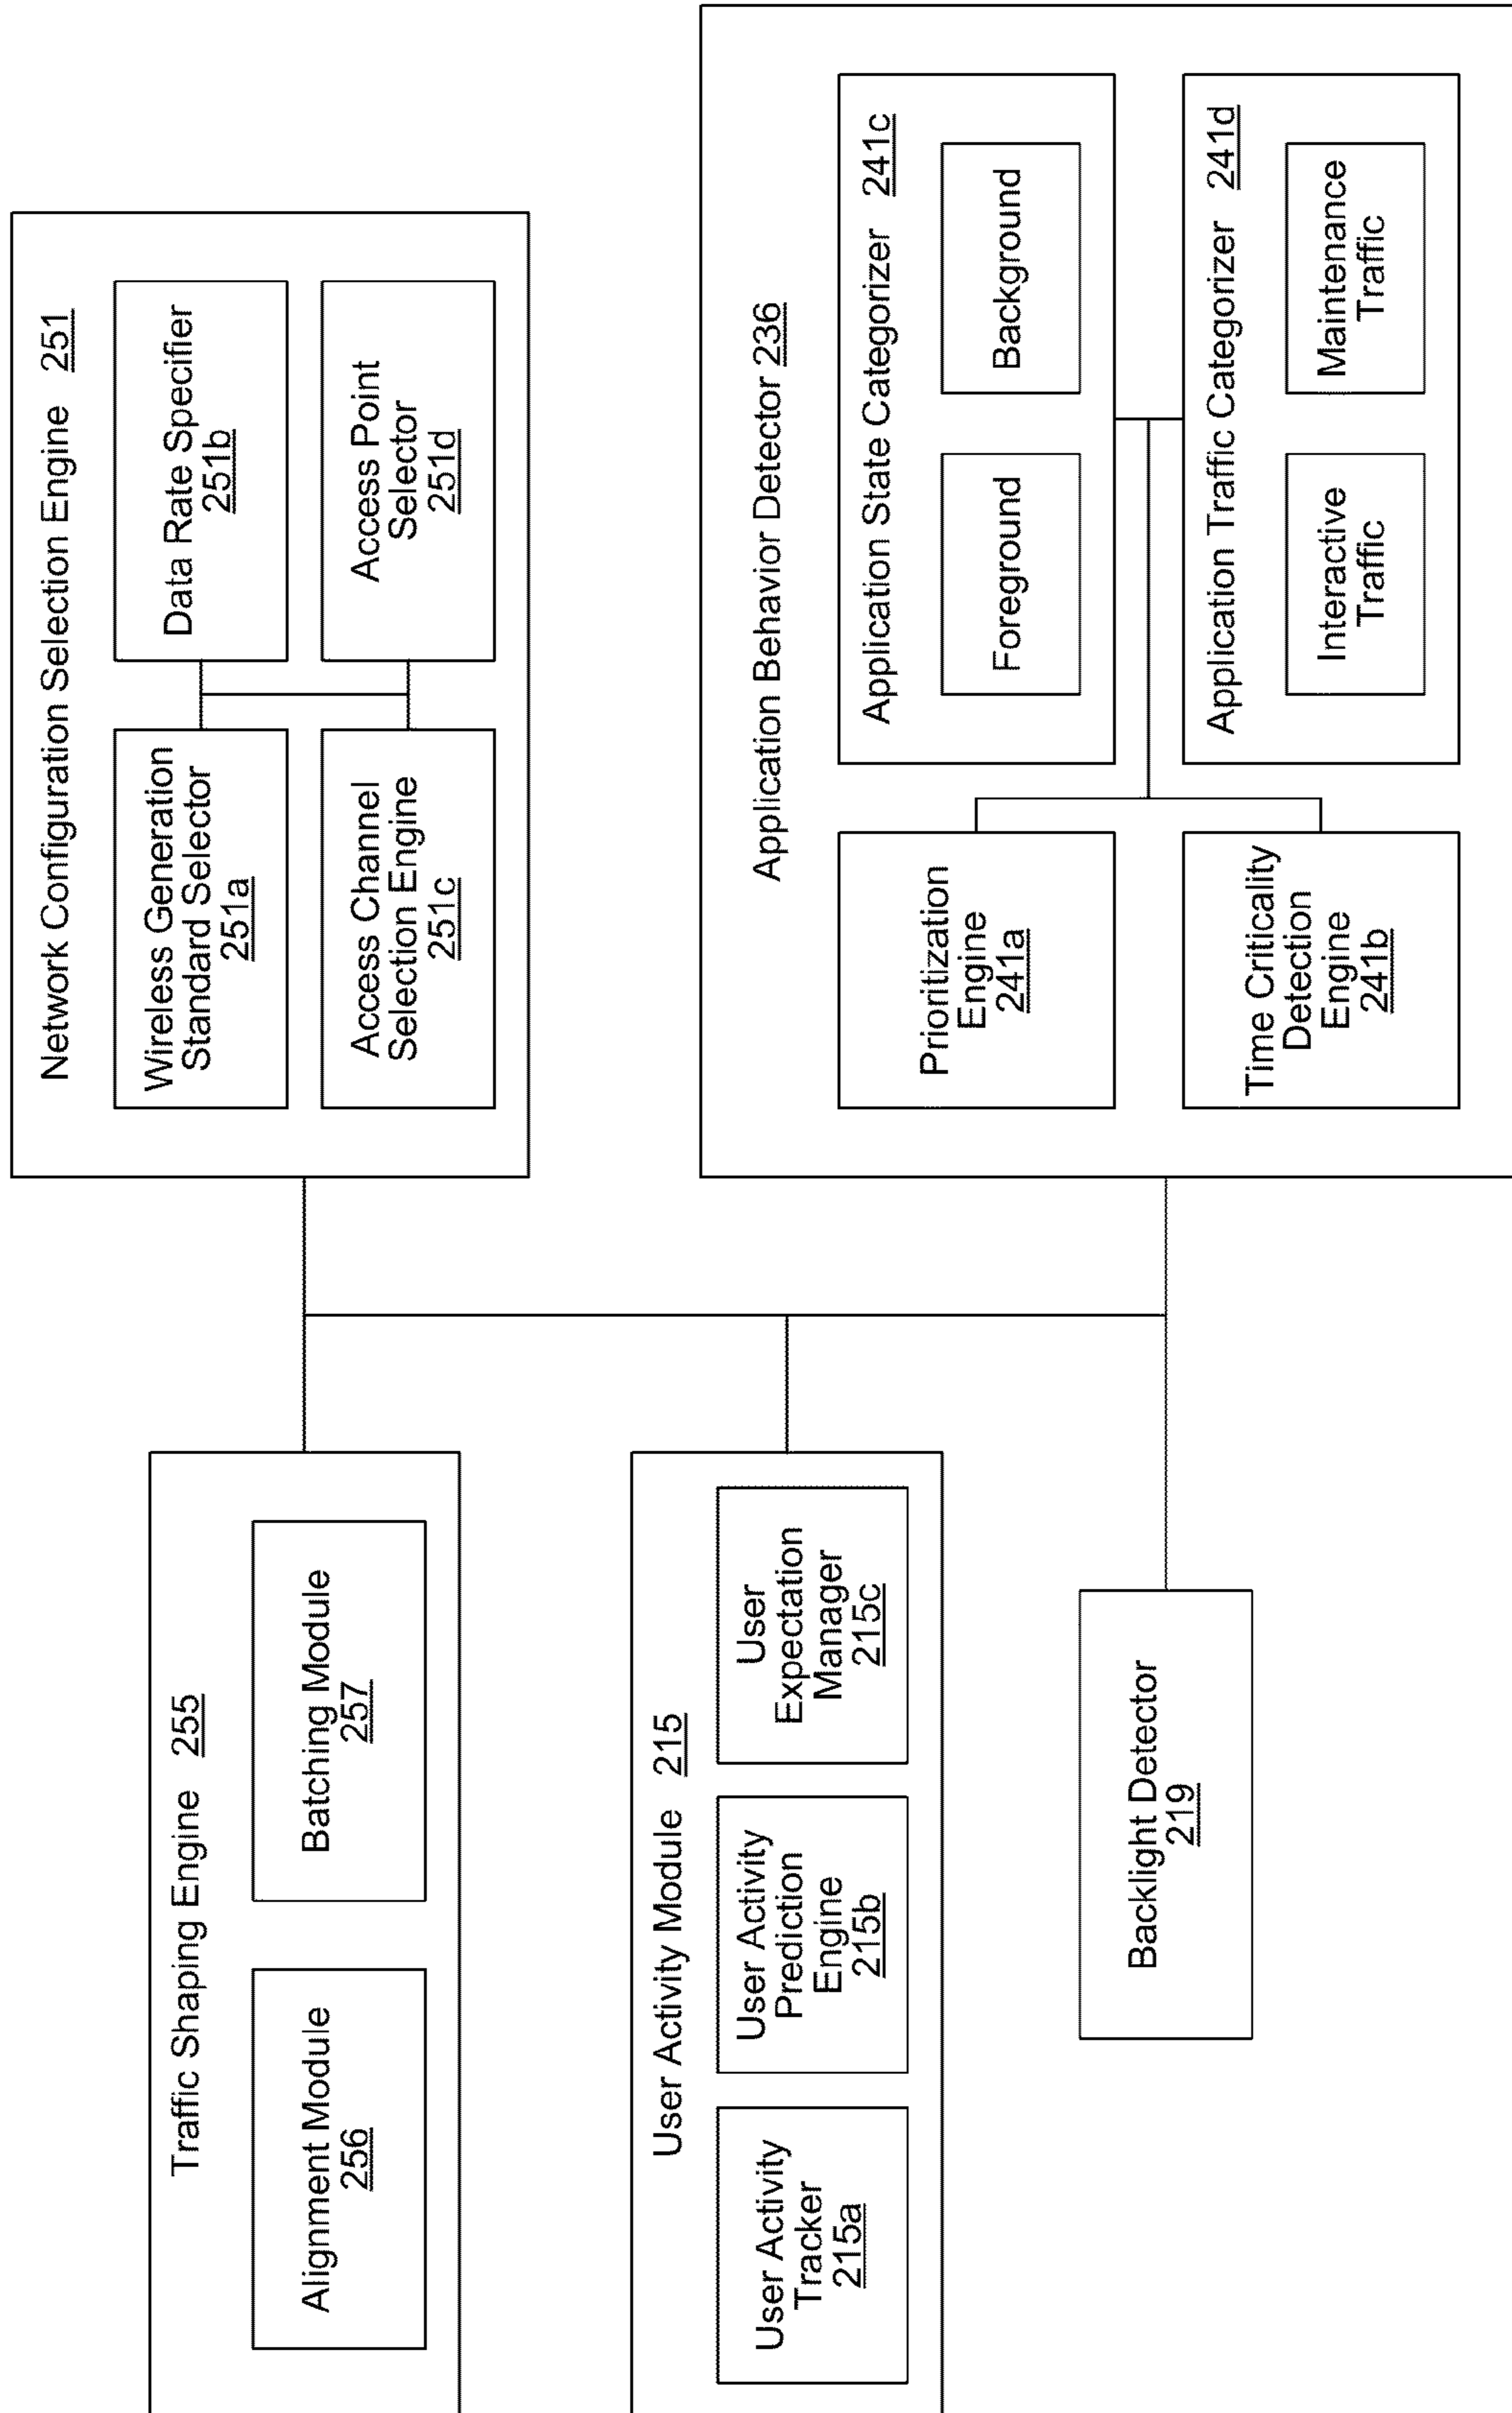 Traffic Shaping Engine 255
Alignment Module
256
Batching Module
257
User Activity Module 215
User Activity
Tracker
215a
User Activity
Prediction
Engine
215b
User
Expectation
Manager
215c
Backlight Detector
219
Network Configuration Selection Engine 251
Wireless Generation
Standard Selector
251a
Data Rate Specifier
251b
Access Channel
Selection Engine
251c
Access Point
Selector
251d
Application Behavior Detector 236
Prioritization
Engine
241a
Time Criticality
Detection
Engine
241b
Application State Categorizer 241c
Foreground
Background
Application Traffic Categorizer 241d
Interactive
Traffic
Maintenance
Traffic